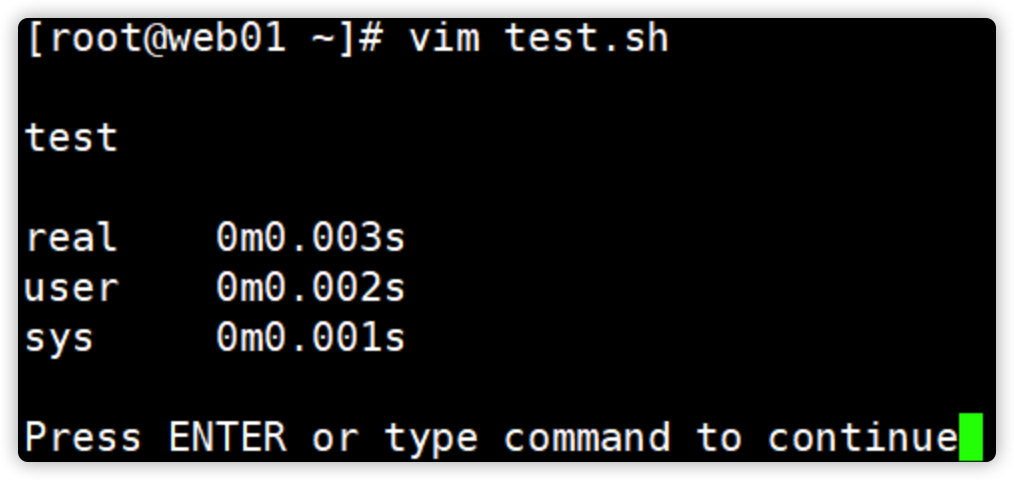 [root@web01 ~]# vim test.sh
test
real    0m0.003s
user    0m0.002s
sys     0m0.001s
Press ENTER or type command to continue